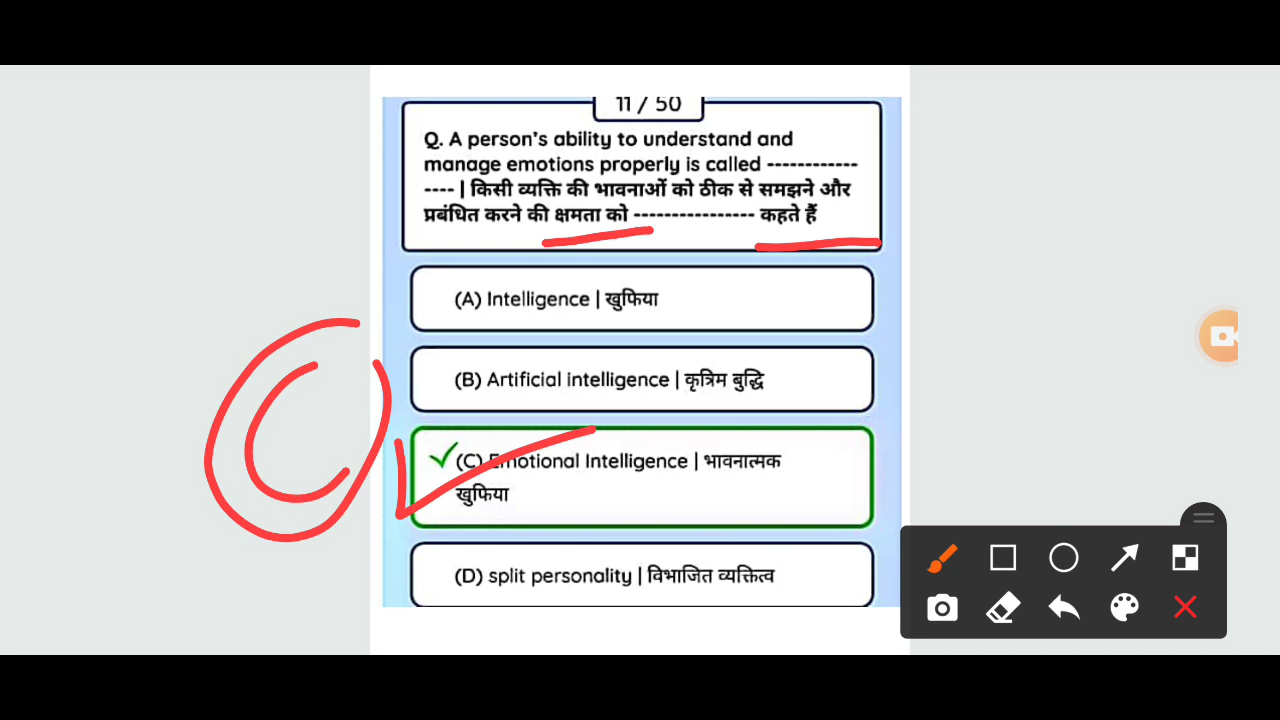 11 / 50
Q. A person's ability to understand and
manage emotions properly is called -------------
---- | किसी व्यक्ति की भावनाओं को ठीक से समझने और
प्रबंधित करने की क्षमता को ---------------- कहते हैं
(A) Intelligence | खुफिया
(B) Artificial intelligence | कृत्रिम बुद्धि
(C) Emotional Intelligence | भावनात्मक
खुफिया
(D) split personality | विभाजित व्यक्तित्व